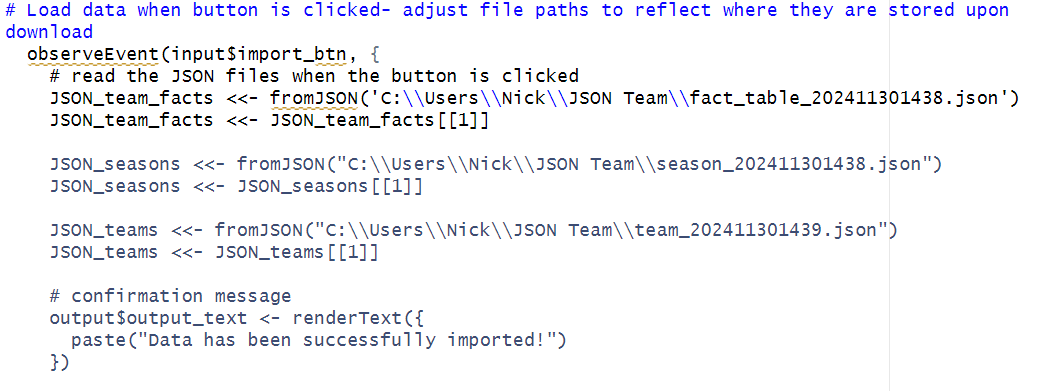 # Load data when button is clicked- adjust file paths to reflect where they are stored upon
download
observeEvent(input$import_btn, {
# read the JSON files when the button is clicked
JSON_team_facts <<- fromJSON('C:\\Users\\Nick\\JSON Team\\fact_table_202411301438.json')
JSON_team_facts <<- JSON_team_facts[[1]]
JSON_seasons <<- fromJSON("C:\\Users\\Nick\\JSON Team\\season_202411301438.json")
JSON_seasons <<- JSON_seasons[[1]]
JSON_teams <<- fromJSON("C:\\Users\\Nick\\JSON Team\\team_202411301439.json")
JSON_teams <<- JSON_teams[[1]]
# confirmation message
output$output_text <- renderText({
paste("Data has been successfully imported!")
})